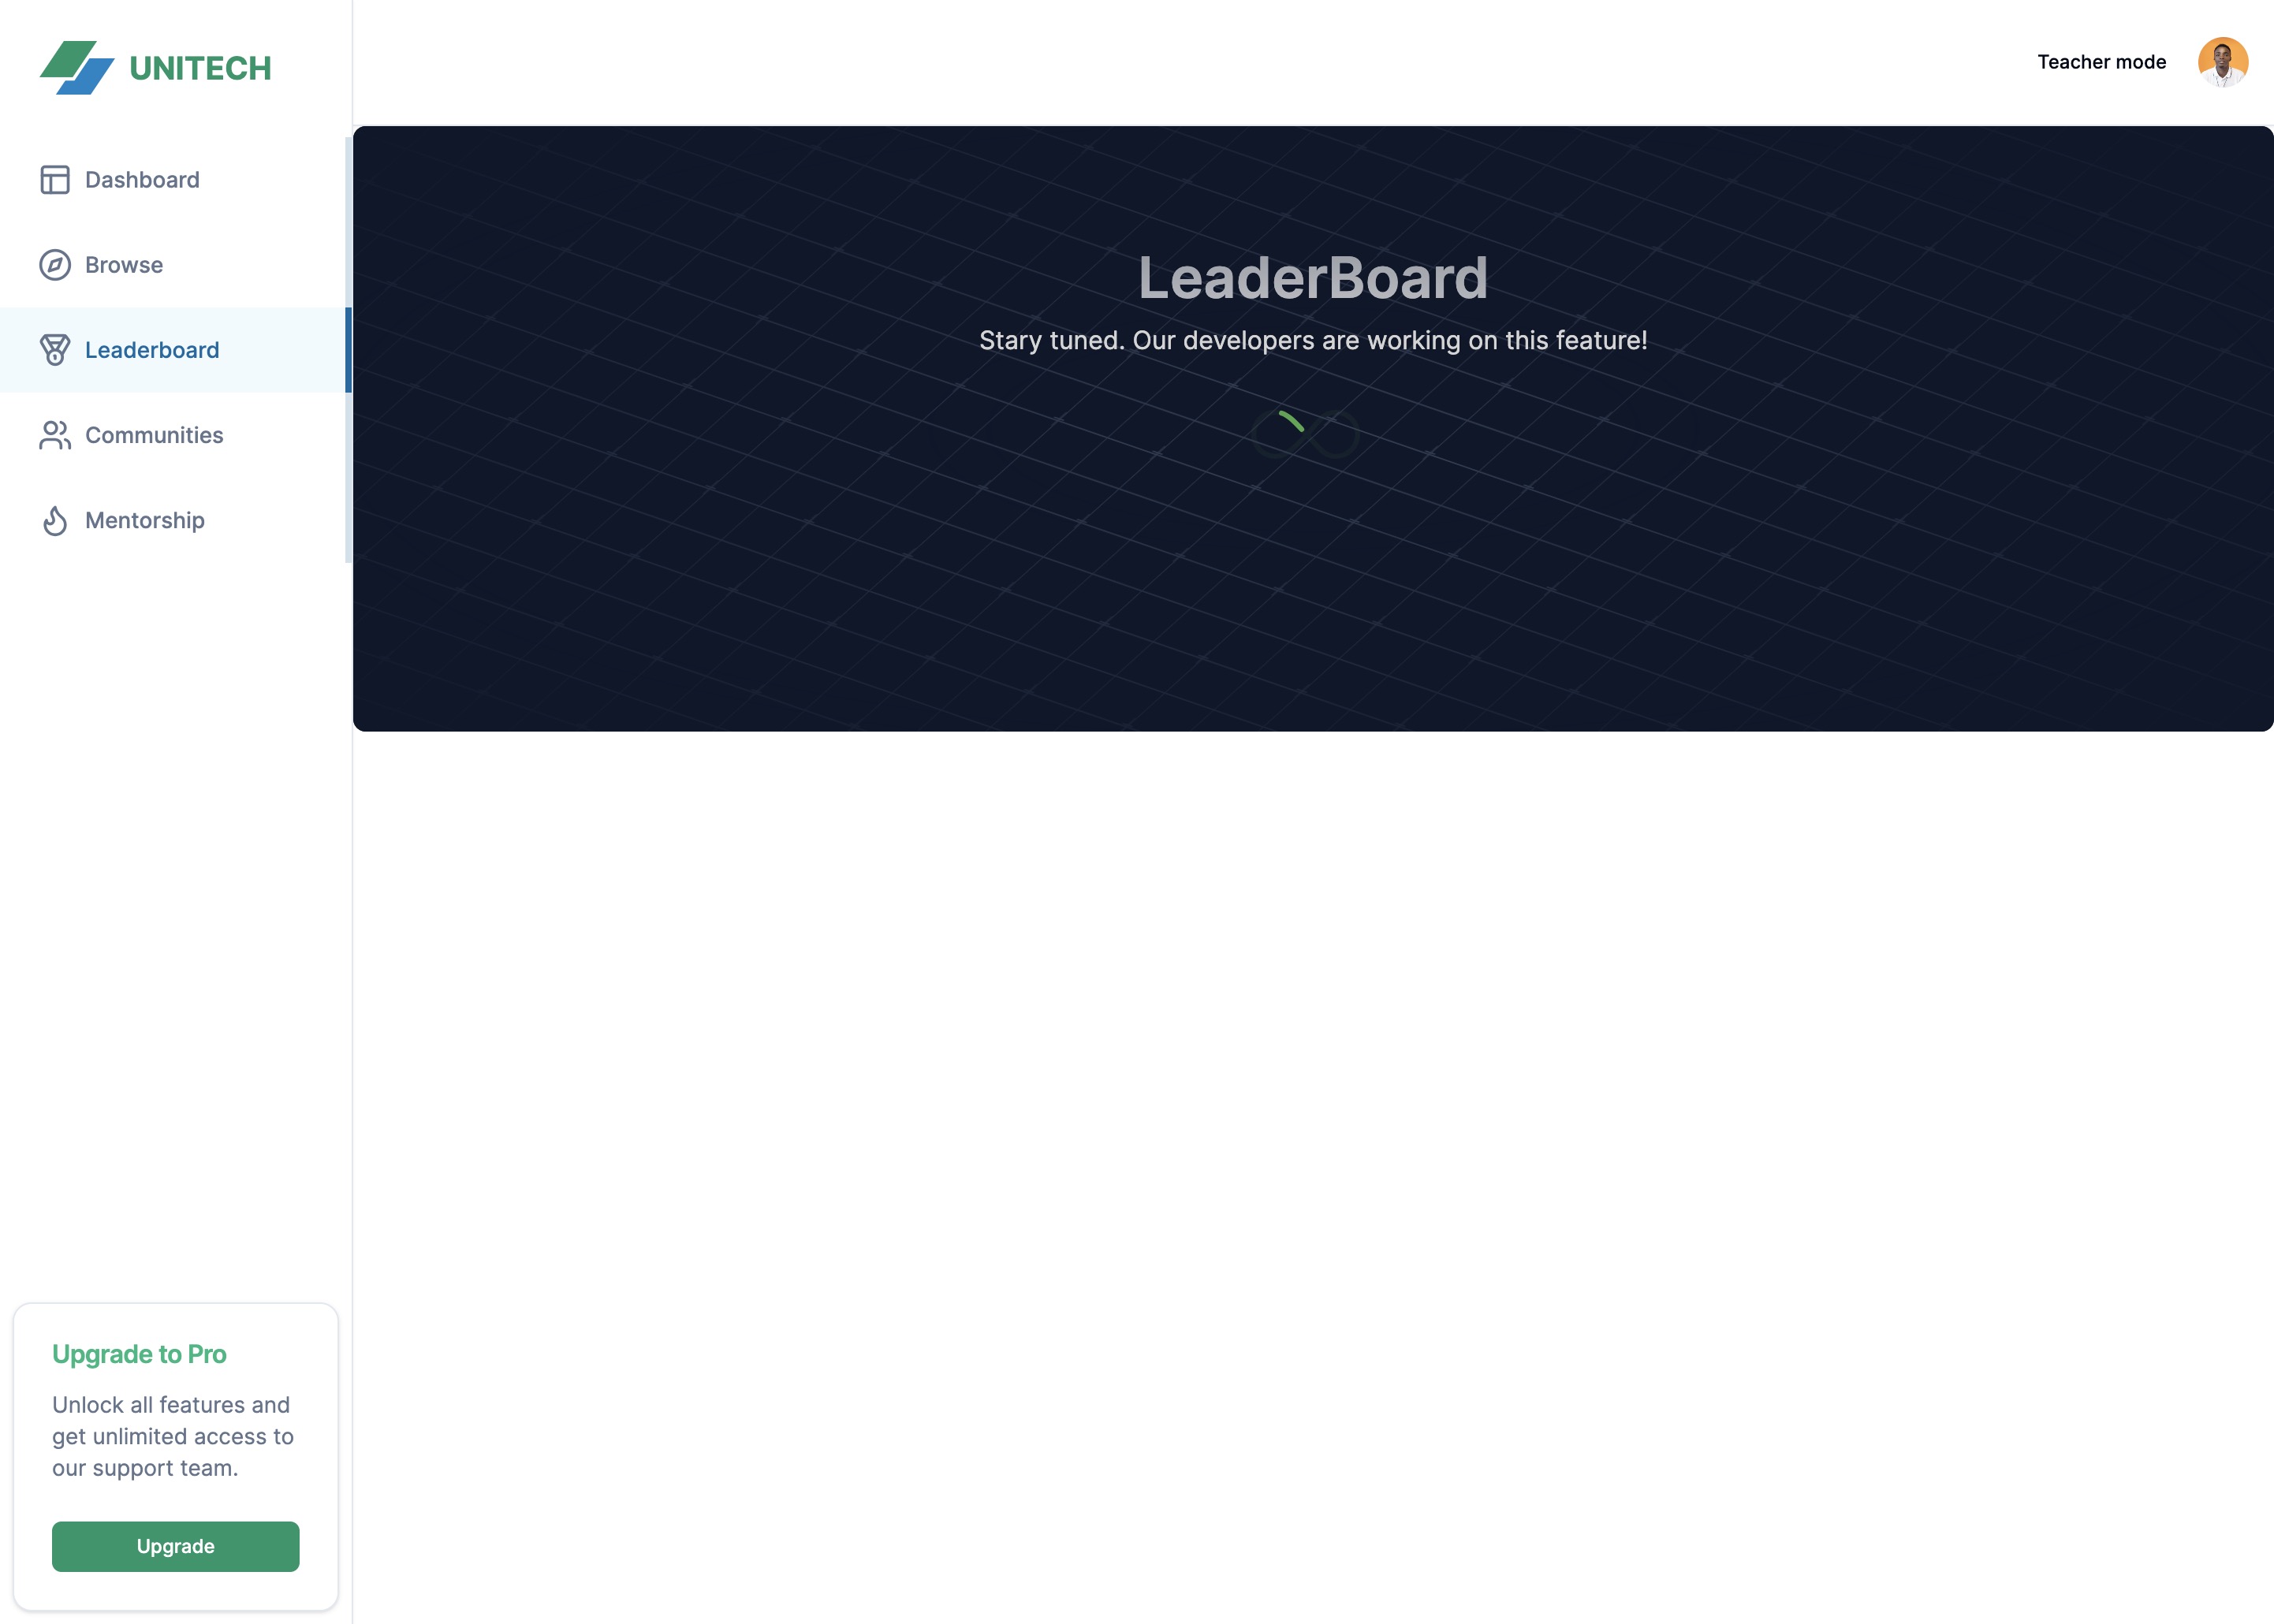 UNITECH
Teacher mode
Dashboard
Browse
Leaderboard
Communities
Mentorship
LeaderBoard
Stary tuned. Our developers are working on this feature!
Upgrade to Pro
Unlock all features and
get unlimited access to
our support team.
Upgrade